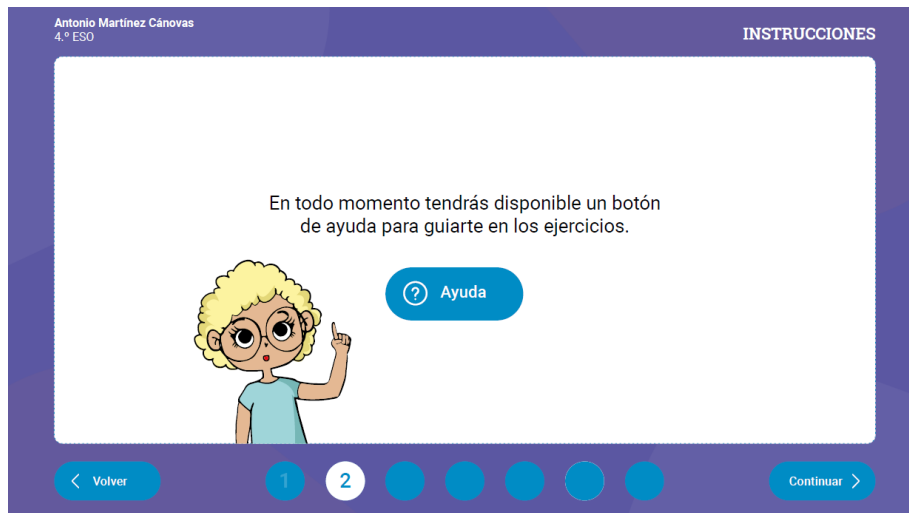 Antonio Martínez Cánovas
4.º ESO
INSTRUCCIONES
En todo momento tendrás disponible un botón
de ayuda para guiarte en los ejercicios.
? Ayuda
< Volver
1
2
Continuar >